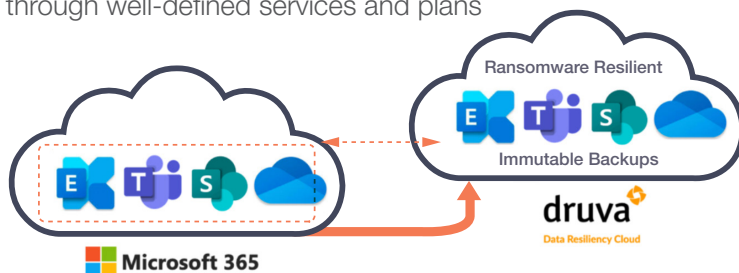 through well-defined services and plans
Ransomware Resilient
E T S
Immutable Backups
E T S
druva
Data Resiliency Cloud
Microsoft 365